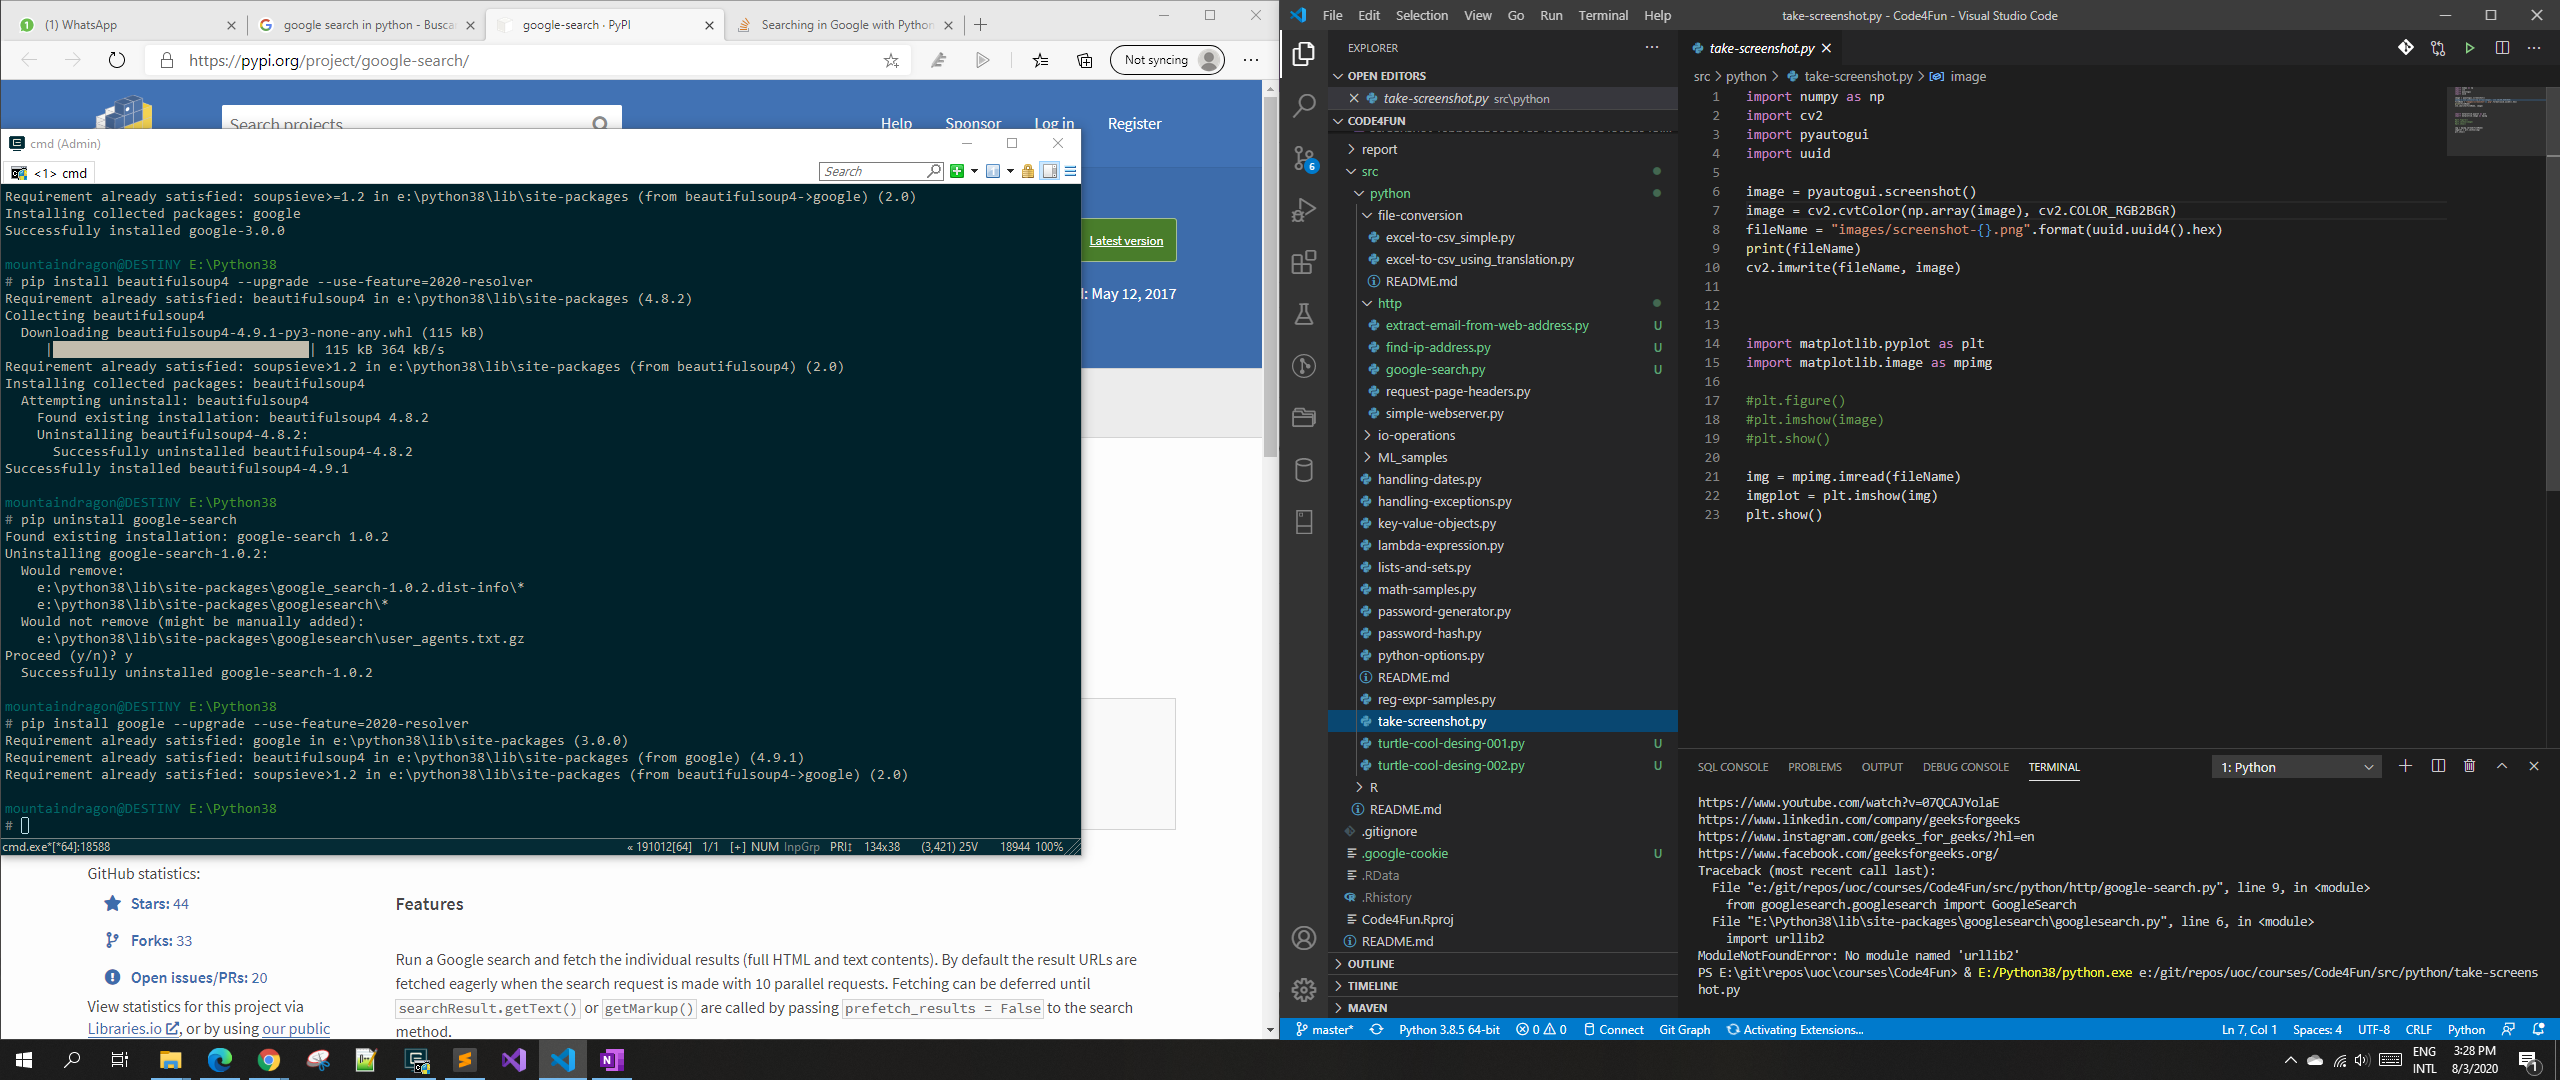 (1) WhatsApp
google search in python - Busca
google-search · PyPI
Searching in Google with Python
https://pypi.org/project/google-search/
Not syncing
Search projects
Help
Sponsor
Log in
Register
Latest version
May 12, 2017
cmd (Admin)
<1> cmd
Search
Requirement already satisfied: soupsieve>=1.2 in e:\python38\lib\site-packages (from beautifulsoup4->google) (2.0)
Installing collected packages: google
Successfully installed google-3.0.0
mountaindragon@DESTINY E:\Python38
# pip install beautifulsoup4 --upgrade --use-feature=2020-resolver
Requirement already satisfied: beautifulsoup4 in e:\python38\lib\site-packages (4.8.2)
Collecting beautifulsoup4
Downloading beautifulsoup4-4.9.1-py3-none-any.whl (115 kB)
| | 115 kB 364 kB/s
Requirement already satisfied: soupsieve>1.2 in e:\python38\lib\site-packages (from beautifulsoup4) (2.0)
Installing collected packages: beautifulsoup4
Attempting uninstall: beautifulsoup4
Found existing installation: beautifulsoup4 4.8.2
Uninstalling beautifulsoup4-4.8.2:
Successfully uninstalled beautifulsoup4-4.8.2
Successfully installed beautifulsoup4-4.9.1
mountaindragon@DESTINY E:\Python38
# pip uninstall google-search
Found existing installation: google-search 1.0.2
Uninstalling google-search-1.0.2:
Would remove:
e:\python38\lib\site-packages\google_search-1.0.2.dist-info\*
e:\python38\lib\site-packages\googlesearch\*
Would not remove (might be manually added):
e:\python38\lib\site-packages\googlesearch\user_agents.txt.gz
Proceed (y/n)? y
Successfully uninstalled google-search-1.0.2
mountaindragon@DESTINY E:\Python38
# pip install google --upgrade --use-feature=2020-resolver
Requirement already satisfied: google in e:\python38\lib\site-packages (3.0.0)
Requirement already satisfied: beautifulsoup4 in e:\python38\lib\site-packages (from google) (4.9.1)
Requirement already satisfied: soupsieve>1.2 in e:\python38\lib\site-packages (from beautifulsoup4->google) (2.0)
mountaindragon@DESTINY E:\Python38
#
cmd.exe*[*64]:18588
« 191012[64] 1/1 [+] NUM InpGrp PRI↕ 134x38 (3,421) 25V 18944 100%
GitHub statistics:
Stars: 44
Forks: 33
Open issues/PRs: 20
View statistics for this project via
Libraries.io, or by using our public
Features
Run a Google search and fetch the individual results (full HTML and text contents). By default the result URLs are
fetched eagerly when the search request is made with 10 parallel requests. Fetching can be deferred until
searchResult.getText() or getMarkup() are called by passing prefetch_results = False to the search
method.
File Edit Selection View Go Run Terminal Help
take-screenshot.py - Code4Fun - Visual Studio Code
EXPLORER
OPEN EDITORS
take-screenshot.py src\python
CODE4FUN
report
src
python
file-conversion
excel-to-csv_simple.py
excel-to-csv_using_translation.py
README.md
http
extract-email-from-web-address.py U
find-ip-address.py U
google-search.py U
request-page-headers.py
simple-webserver.py
io-operations
ML_samples
handling-dates.py
handling-exceptions.py
key-value-objects.py
lambda-expression.py
lists-and-sets.py
math-samples.py
password-generator.py
password-hash.py
python-options.py
README.md
reg-expr-samples.py
take-screenshot.py
turtle-cool-desing-001.py U
turtle-cool-desing-002.py U
R
README.md
.gitignore
.google-cookie U
.RData
.Rhistory
Code4Fun.Rproj
README.md
OUTLINE
TIMELINE
MAVEN
6
take-screenshot.py
src > python > take-screenshot.py > image
1 import numpy as np
2 import cv2
3 import pyautogui
4 import uuid
5
6 image = pyautogui.screenshot()
7 image = cv2.cvtColor(np.array(image), cv2.COLOR_RGB2BGR)
8 fileName = "images/screenshot-{}.png".format(uuid.uuid4().hex)
9 print(fileName)
10 cv2.imwrite(fileName, image)
11
12
13
14 import matplotlib.pyplot as plt
15 import matplotlib.image as mpimg
16
17 #plt.figure()
18 #plt.imshow(image)
19 #plt.show()
20
21 img = mpimg.imread(fileName)
22 imgplot = plt.imshow(img)
23 plt.show()
SQL CONSOLE PROBLEMS OUTPUT DEBUG CONSOLE TERMINAL
1: Python
https://www.youtube.com/watch?v=07QCAJYolaE
https://www.linkedin.com/company/geeksforgeeks
https://www.instagram.com/geeks_for_geeks/?hl=en
https://www.facebook.com/geeksforgeeks.org/
Traceback (most recent call last):
File "e:/git/repos/uoc/courses/Code4Fun/src/python/http/google-search.py", line 9, in <module>
from googlesearch.googlesearch import GoogleSearch
File "E:\Python38\lib\site-packages\googlesearch\googlesearch.py", line 6, in <module>
import urllib2
ModuleNotFoundError: No module named 'urllib2'
PS E:\git\repos\uoc\courses\Code4Fun> & E:/Python38/python.exe e:/git/repos/uoc/courses/Code4Fun/src/python/take-screens
hot.py
master* Python 3.8.5 64-bit 0 0 Connect Git Graph Activating Extensions...
Ln 7, Col 1 Spaces: 4 UTF-8 CRLF Python
ENG
INTL
3:28 PM
8/3/2020
1